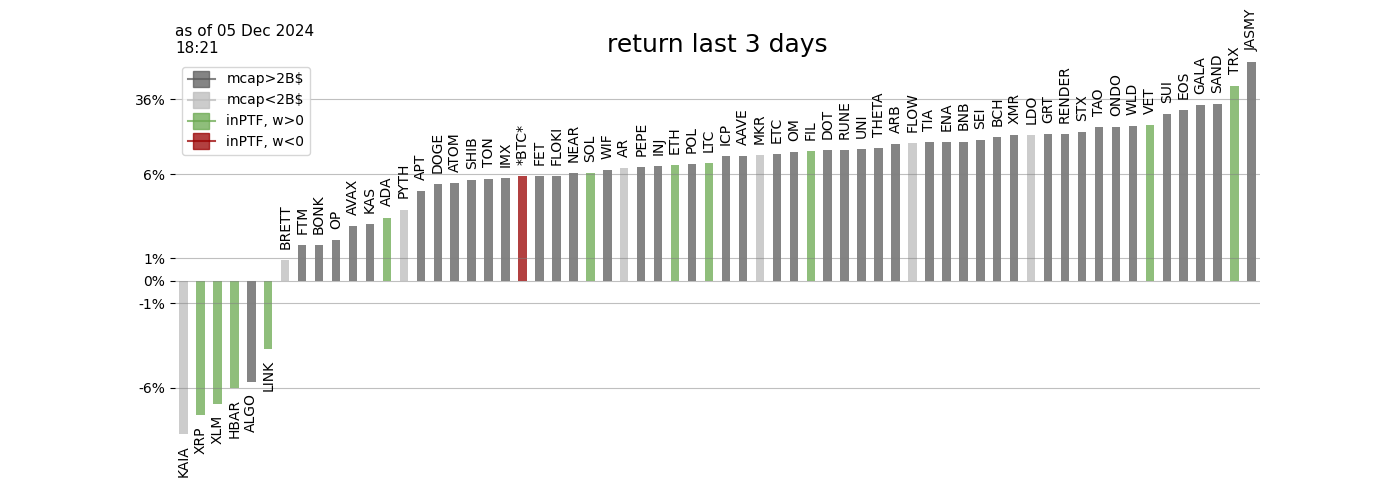 as of 05 Dec 2024
18:21
return last 3 days
mcap>2B$
mcap<2B$
inPTF, w>0
inPTF, w<0
36%
6%
1%
0%
-1%
-6%
KAIA
XRP
XLM
HBAR
ALGO
LINK
BRETT
FTM
BONK
OP
AVAX
KAS
ADA
PYTH
APT
DOGE
ATOM
SHIB
TON
IMX
*BTC*
FET
FLOKI
NEAR
SOL
WIF
AR
PEPE
INJ
ETH
POL
LTC
ICP
AAVE
MKR
ETC
OM
FIL
DOT
RUNE
UNI
THETA
ARB
FLOW
TIA
ENA
BNB
SEI
BCH
XMR
LDO
GRT
RENDER
STX
TAO
ONDO
WLD
VET
SUI
EOS
GALA
SAND
TRX
JASMY